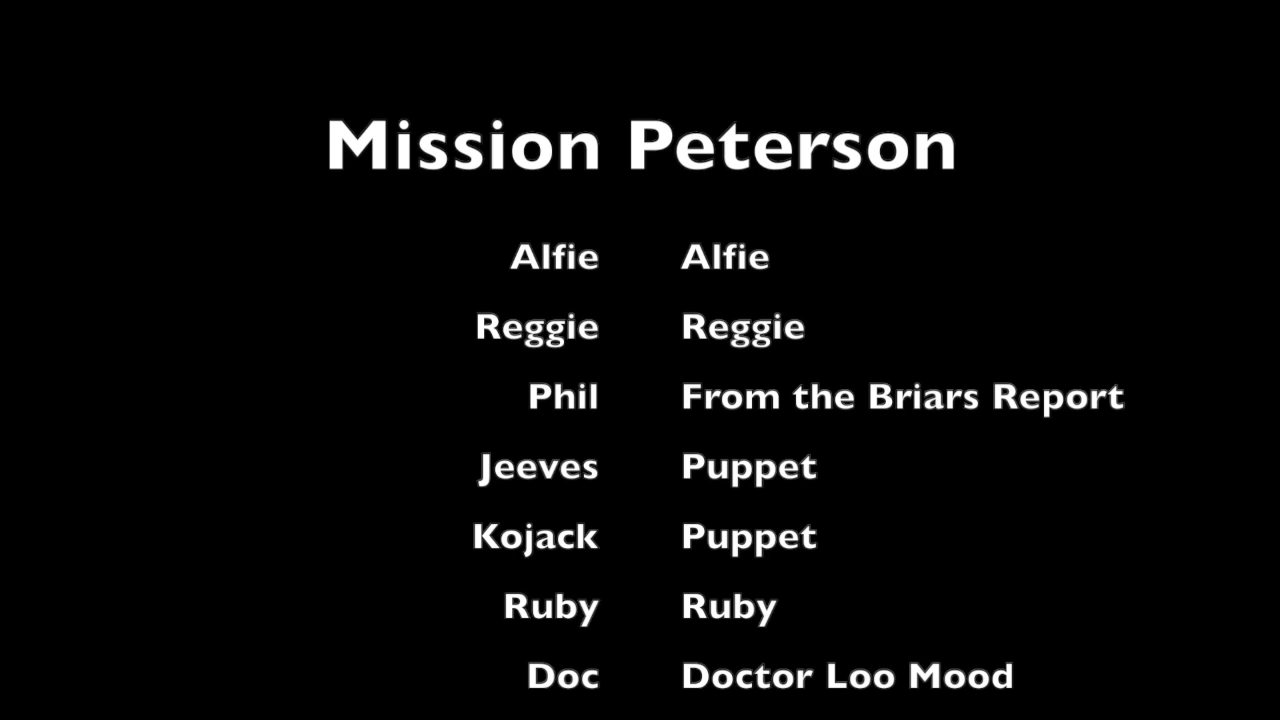 Mission Peterson
Alfie Alfie
Reggie Reggie
Phil From the Briars Report
Jeeves Puppet
Kojack Puppet
Ruby Ruby
Doc Doctor Loo Mood